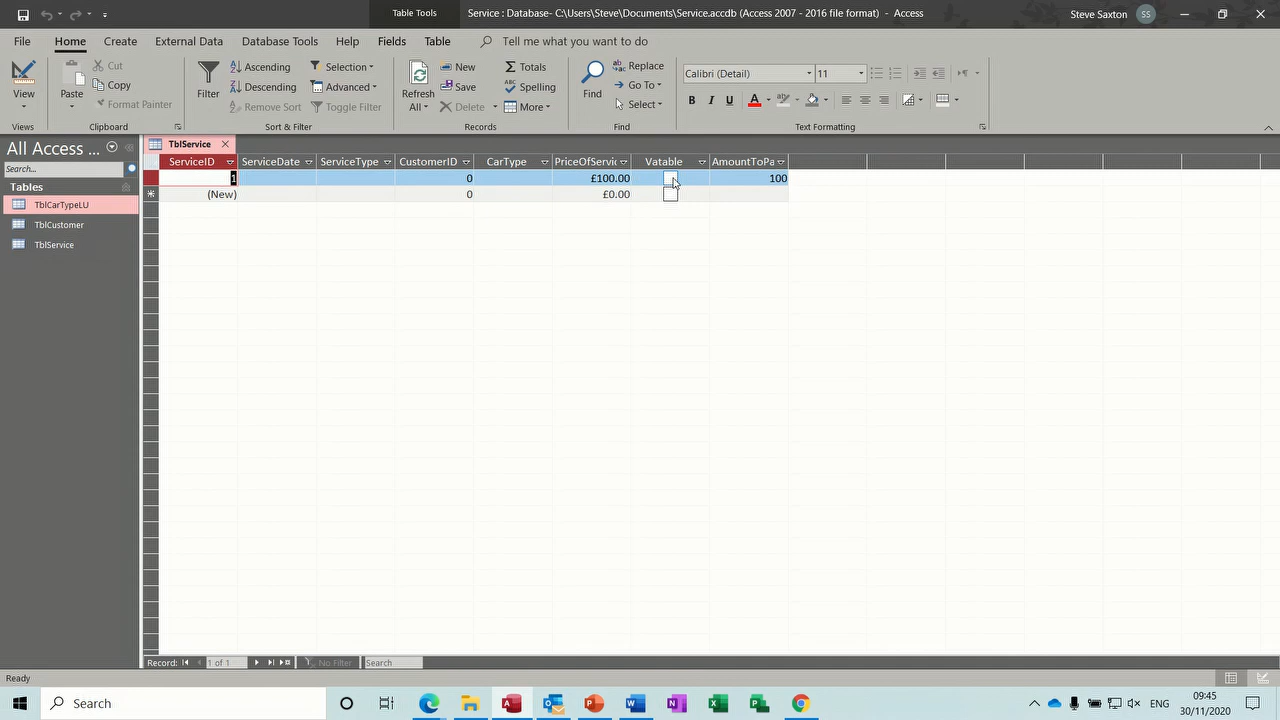 Table Tools
Service : Database- C:\Users\Steve\Documents\Service.accdb (Access 2007 - 2016 file format) - Access
Steve Saxton
SS
File
Home
Create
External Data
Database Tools
Help
Fields
Table
Tell me what you want to do
View
Views
Paste
Cut
Copy
Format Painter
Clipboard
Filter
Ascending
Descending
Remove Sort
Selection
Advanced
Toggle Filter
Sort & Filter
Refresh
All
New
Save
Delete
Totals
Spelling
More
Records
Find
Replace
Go To
Select
Find
Calibri (Detail)
11
B I U
A
Text Formatting
All Access ...
Search...
Tables
TblCarTypeLU
TblCustomer
TblService
TblService
ServiceID ServiceDate ServiceType CustomerID CarType PriceOfServic Vatable AmountToPa
1 0 £100.00 100
(New) 0 £0.00
Record: 1 of 1 No Filter Search
Ready
Search
ENG
09:45
30/11/2020